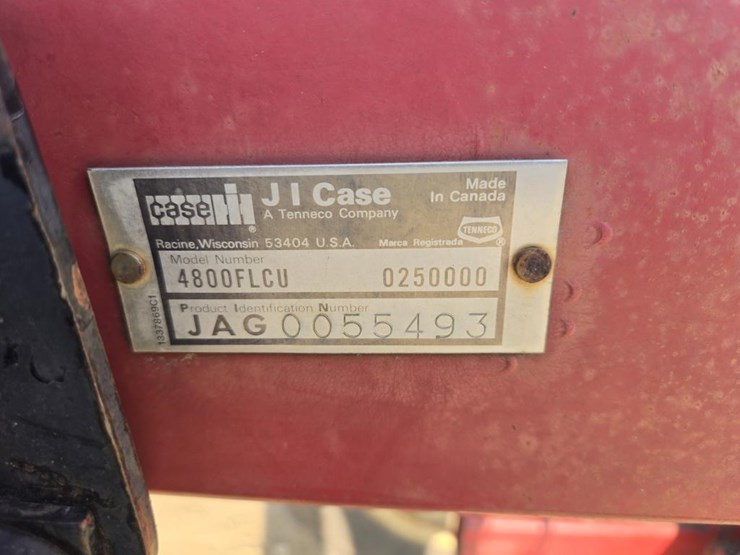 case IH ®
J I Case
A Tenneco Company
Made
In Canada
TENNECO ®
Racine, Wisconsin 53404 U.S.A. Marca Registrada
Model Number
4800FLCU 0250000
Product Identification Number
JAG0055493
1337869C1